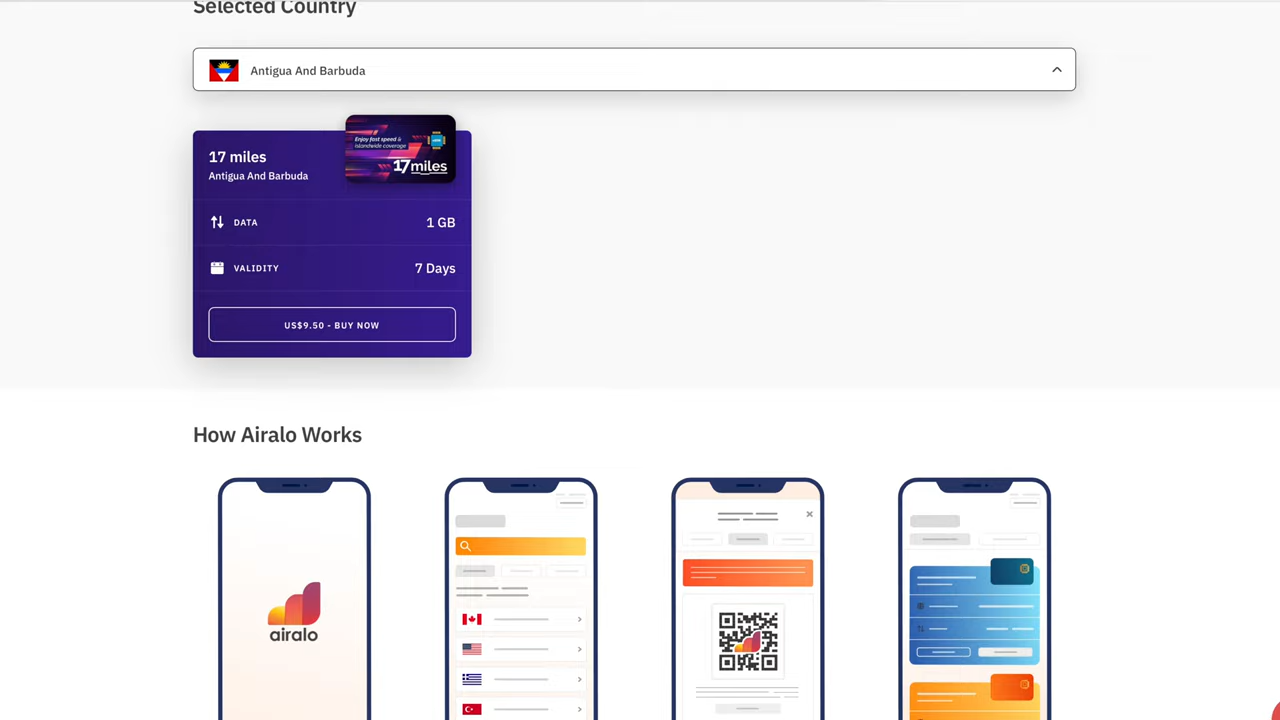 Selected Country
Antigua And Barbuda
17 miles
Antigua And Barbuda
Enjoy fast speed &
islandwide coverage
17miles
DATA
1 GB
VALIDITY
7 Days
US$9.50 - BUY NOW
How Airalo Works
airalo